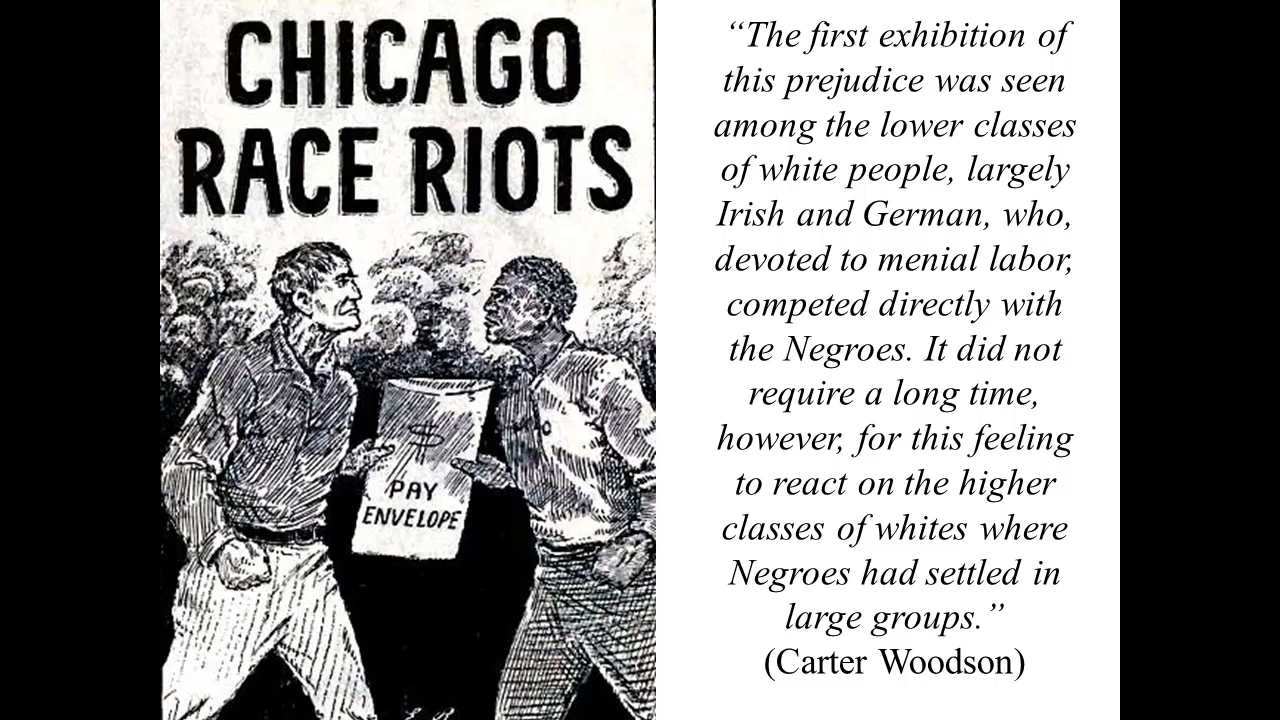 CHICAGO
RACE RIOTS
$
PAY
ENVELOPE
“The first exhibition of
this prejudice was seen
among the lower classes
of white people, largely
Irish and German, who,
devoted to menial labor,
competed directly with
the Negroes. It did not
require a long time,
however, for this feeling
to react on the higher
classes of whites where
Negroes had settled in
large groups.”
(Carter Woodson)